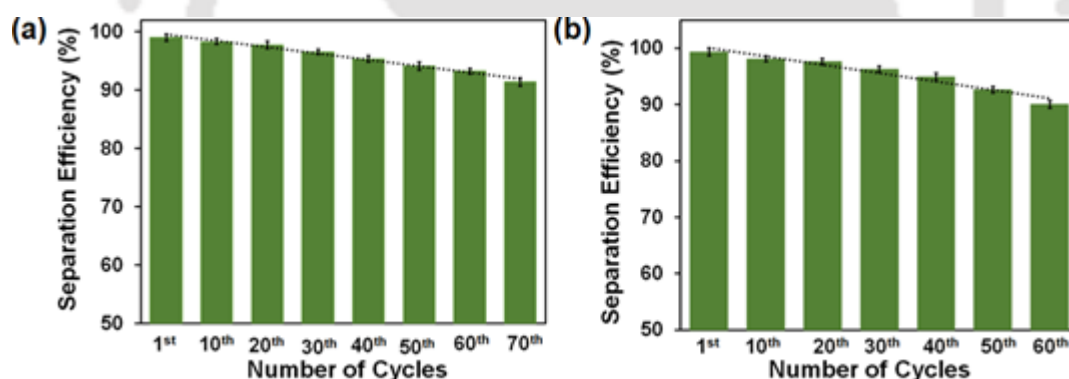 (a)
Separation Efficiency (%)
100
90
80
70
60
50
1st 10th 20th 30th 40th 50th 60th 70th
Number of Cycles
(b)
Separation Efficiency (%)
100
90
80
70
60
50
1st 10th 20th 30th 40th 50th 60th
Number of Cycles